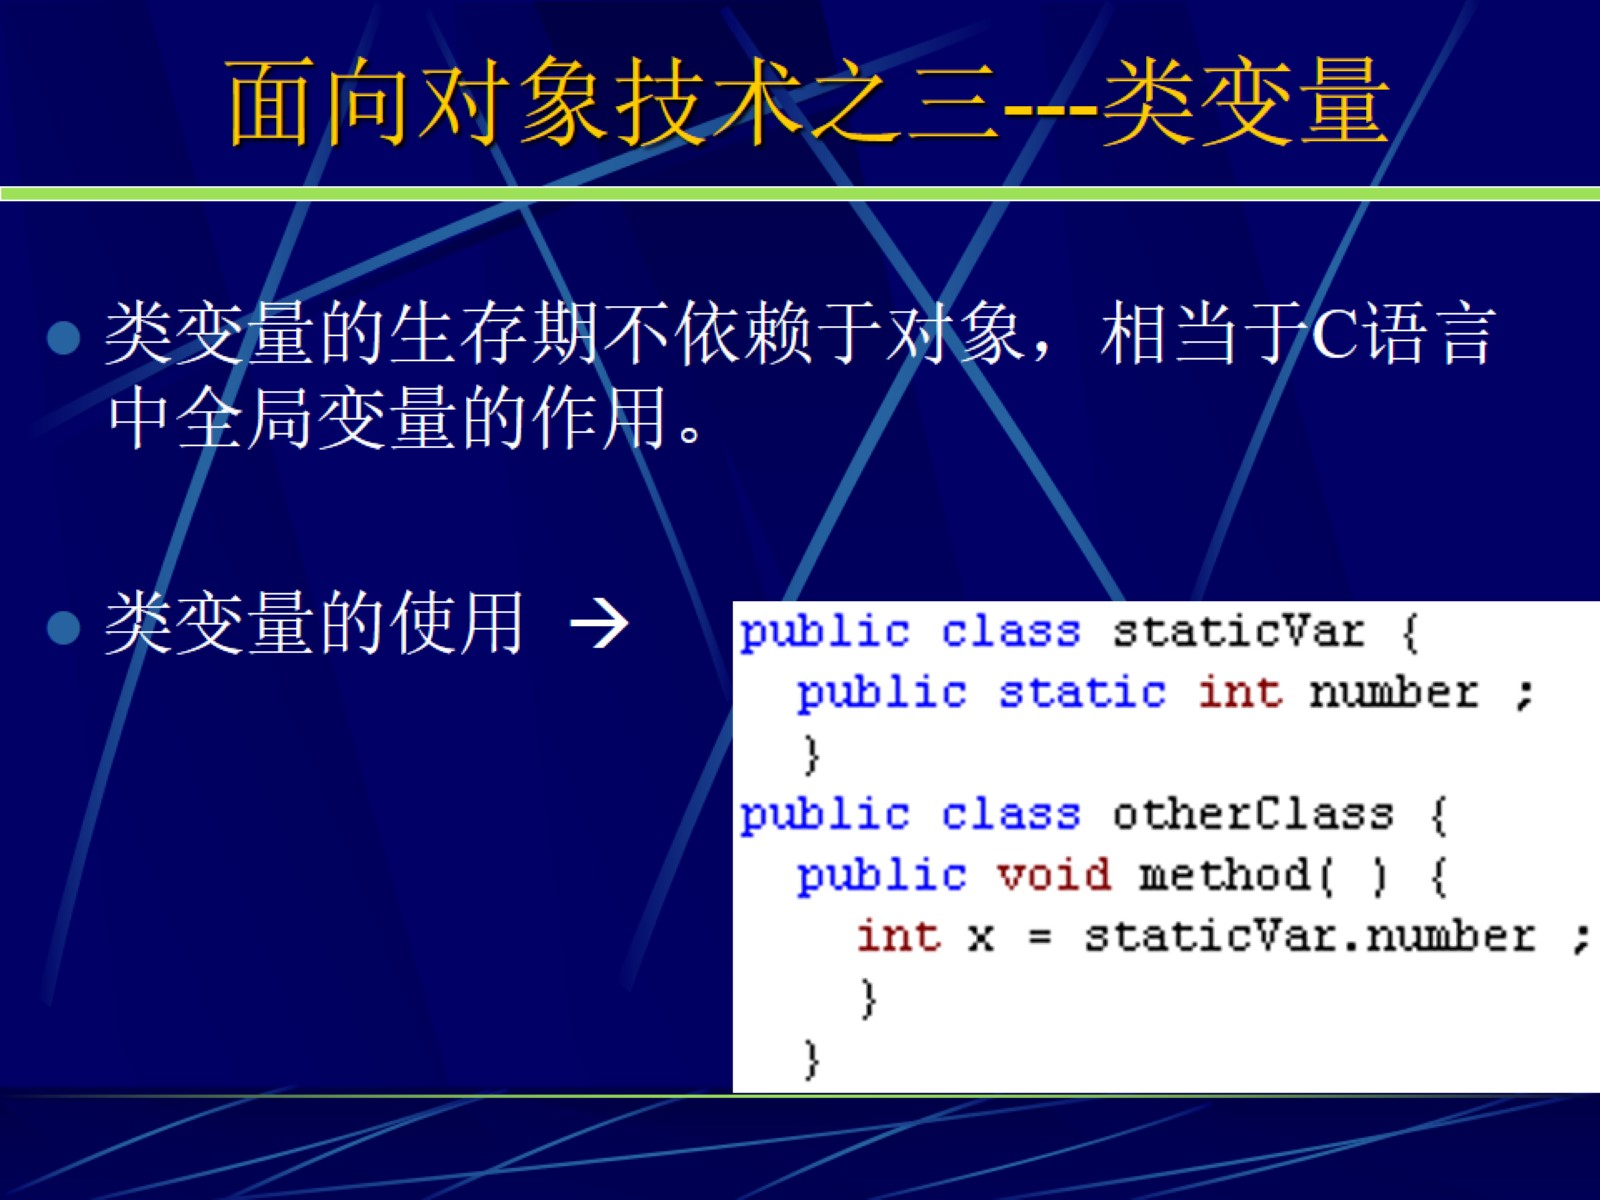 面向对象技术之三---类变量
类变量的生存期不依赖于对象，相当于C语言
中全局变量的作用。
类变量的使用 →
public class staticVar {
public static int number ;
}
public class otherClass {
public void method( ) {
int x = staticVar.number ;
}
}